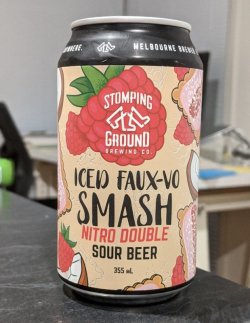 MELBOURNE BREWED
STOMPING
GROUND
BREWING CO.
ICED FAUX-VO
SMASH
NITRO DOUBLE
SOUR BEER
355 mL